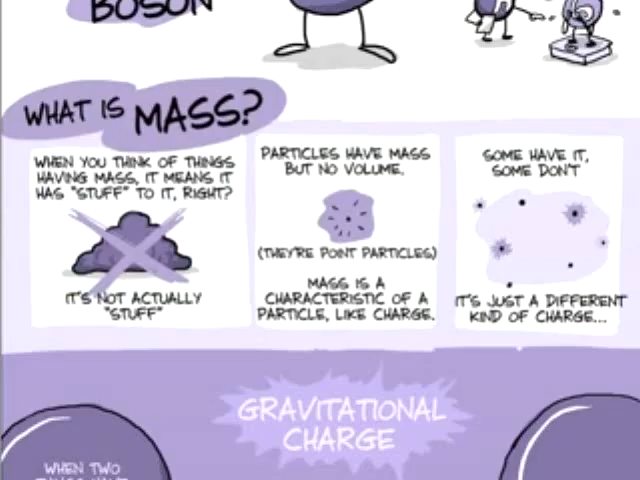 BOSON
WHAT IS MASS?
WHEN YOU THINK OF THINGS
HAVING MASS, IT MEANS IT
HAS "STUFF" TO IT, RIGHT?
IT'S NOT ACTUALLY
"STUFF"
PARTICLES HAVE MASS
BUT NO VOLUME.
(THEY'RE POINT PARTICLES)
MASS IS A
CHARACTERISTIC OF A
PARTICLE, LIKE CHARGE.
SOME HAVE IT,
SOME DON'T
IT'S JUST A DIFFERENT
KIND OF CHARGE...
GRAVITATIONAL
CHARGE
WHEN TWO